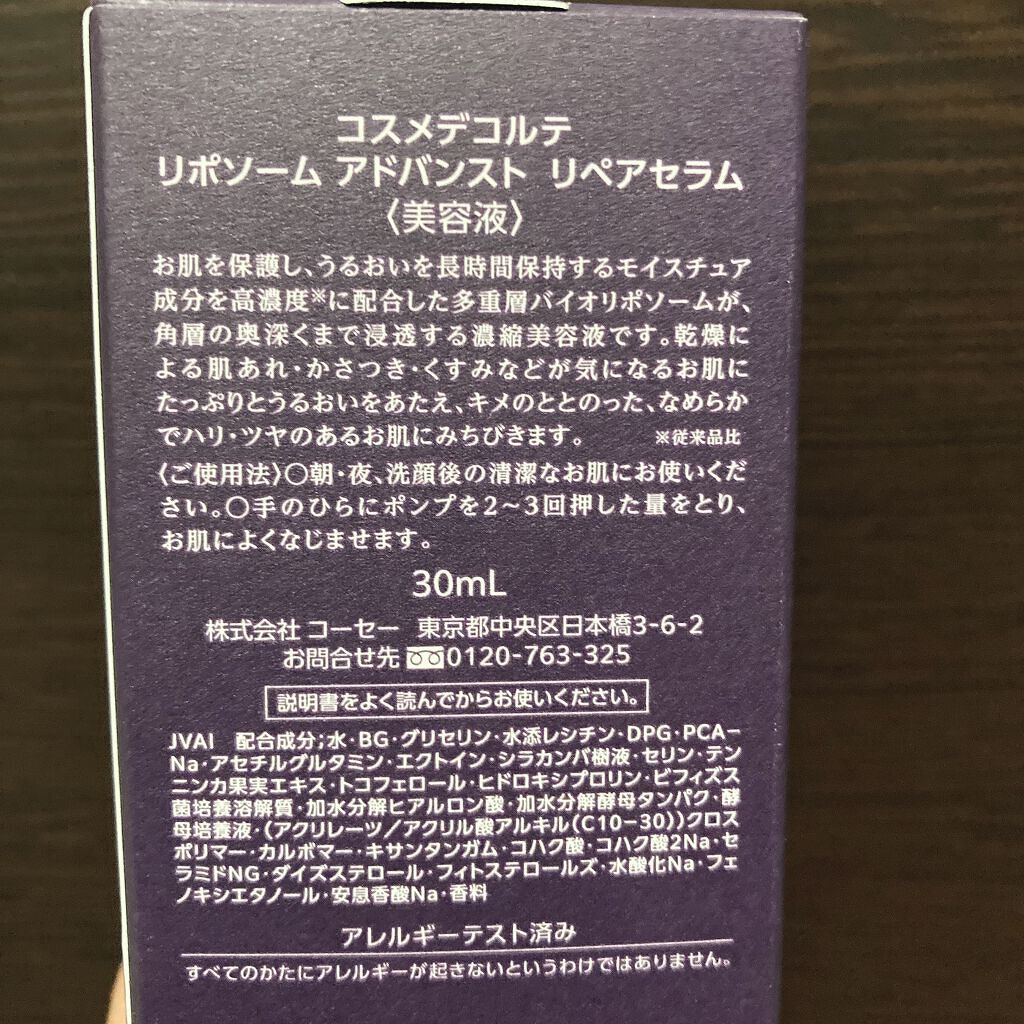 コスメデコルテ
リポソーム アドバンスト リペアセラム
〈美容液〉
お肌を保護し、うるおいを長時間保持するモイスチュア
成分を高濃度※に配合した多重層バイオリポソームが、
角層の奥深くまで浸透する濃縮美容液です。乾燥に
よる肌あれ・かさつき・くすみなどが気になるお肌に
たっぷりとうるおいをあたえ、キメのととのった、なめらか
でハリ・ツヤのあるお肌にみちびきます。 ※従来品比
〈ご使用法〉○朝・夜、洗顔後の清潔なお肌にお使いくだ
さい。○手のひらにポンプを2～3回押した量をとり、
お肌によくなじませます。
30mL
株式会社 コーセー 東京都中央区日本橋3-6-2
お問合せ先 0120-763-325
説明書をよく読んでからお使いください。
JVAI 配合成分;水・BG・グリセリン・水添レシチン・DPG・PCA-
Na・アセチルグルタミン・エクトイン・シラカンバ樹液・セリン・テン
ニンカ果実エキス・トコフェロール・ヒドロキシプロリン・ビフィズス
菌培養溶解質・加水分解ヒアルロン酸・加水分解酵母タンパク・酵
母培養液・(アクリレーツ/アクリル酸アルキル(C10-30))クロス
ポリマー・カルボマー・キサンタンガム・コハク酸・コハク酸2Na・セ
ラミドNG・ダイズステロール・フィトステロールズ・水酸化Na・フェ
ノキシエタノール・安息香酸Na・香料
アレルギーテスト済み
すべてのかたにアレルギーが起きないというわけではありません。